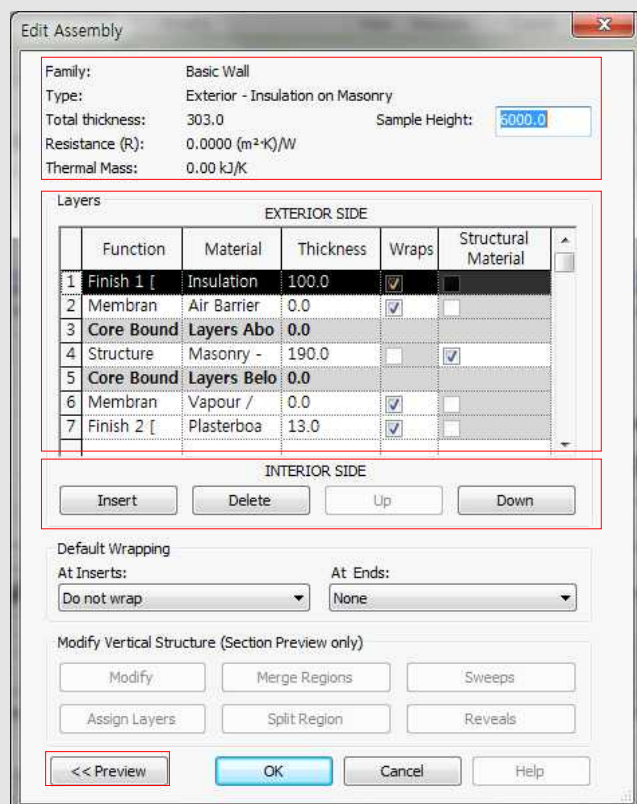 Edit Assembly
Family: Basic Wall
Type: Exterior - Insulation on Masonry
Total thickness: 303.0 Sample Height: 6000.0
Resistance (R): 0.0000 (m²·K)/W
Thermal Mass: 0.00 kJ/K
Layers
EXTERIOR SIDE
Function Material Thickness Wraps Structural Material
1 Finish 1 [ Insulation 100.0
2 Membran Air Barrier 0.0
3 Core Bound Layers Abo 0.0
4 Structure Masonry - 190.0
5 Core Bound Layers Belo 0.0
6 Membran Vapour / 0.0
7 Finish 2 [ Plasterboa 13.0
INTERIOR SIDE
Insert Delete Up Down
Default Wrapping
At Inserts: At Ends:
Do not wrap None
Modify Vertical Structure (Section Preview only)
Modify Merge Regions Sweeps
Assign Layers Split Region Reveals
<< Preview OK Cancel Help